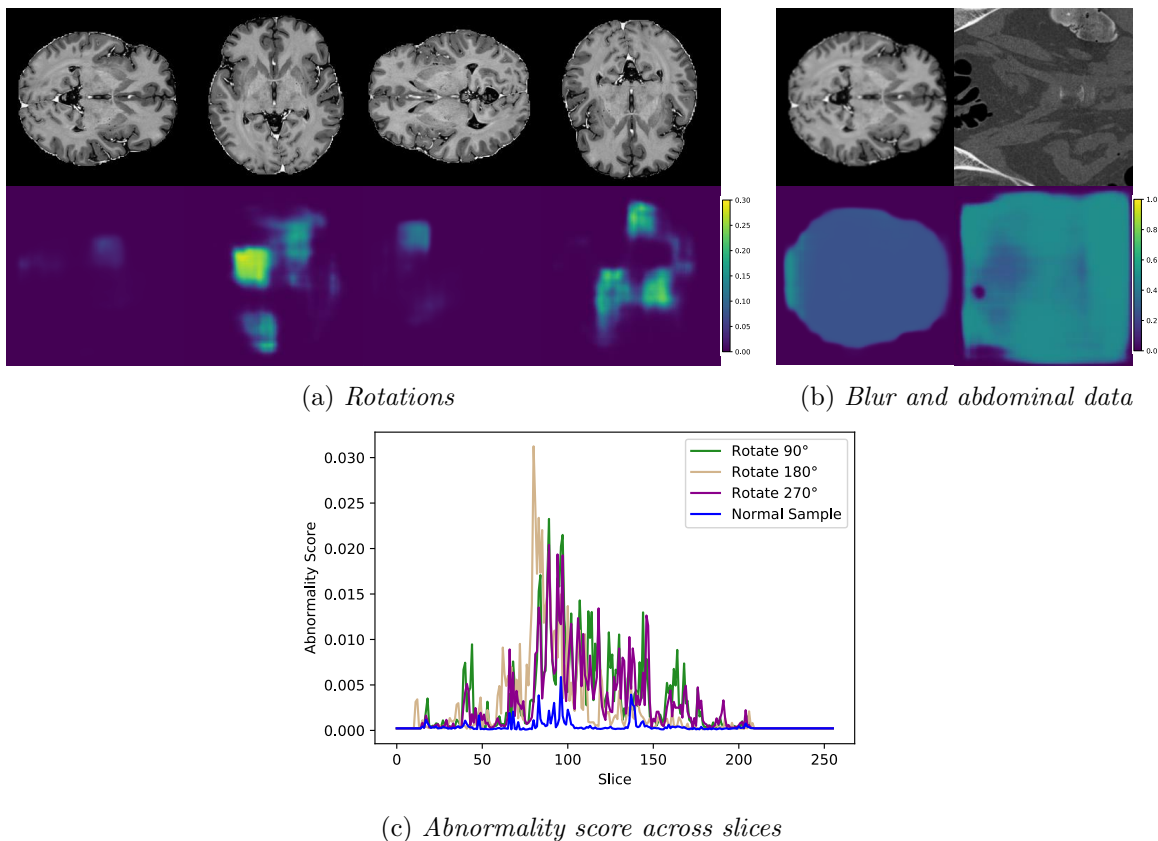 0.30
0.25
0.20
0.15
0.10
0.05
0.00
1.0
0.8
0.6
0.4
0.2
0.0
(a) Rotations
(b) Blur and abdominal data
Rotate 90°
Rotate 180°
Rotate 270°
Normal Sample
Abnormality Score
0.030
0.025
0.020
0.015
0.010
0.005
0.000
0 50 100 150 200 250
Slice
(c) Abnormality score across slices